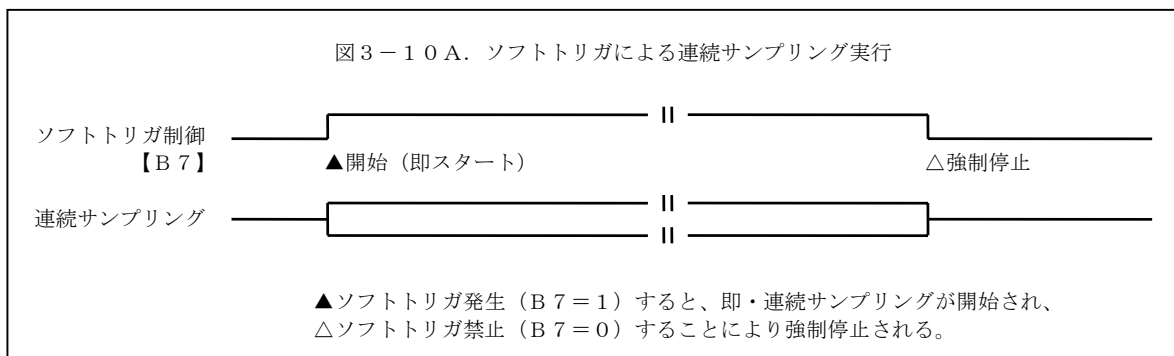 図３－１０Ａ．ソフトトリガによる連続サンプリング実行
ソフトトリガ制御
【Ｂ７】
▲開始（即スタート）
△強制停止
連続サンプリング
▲ソフトトリガ発生（Ｂ７＝１）すると、即・連続サンプリングが開始され、
△ソフトトリガ禁止（Ｂ７＝０）することにより強制停止される。